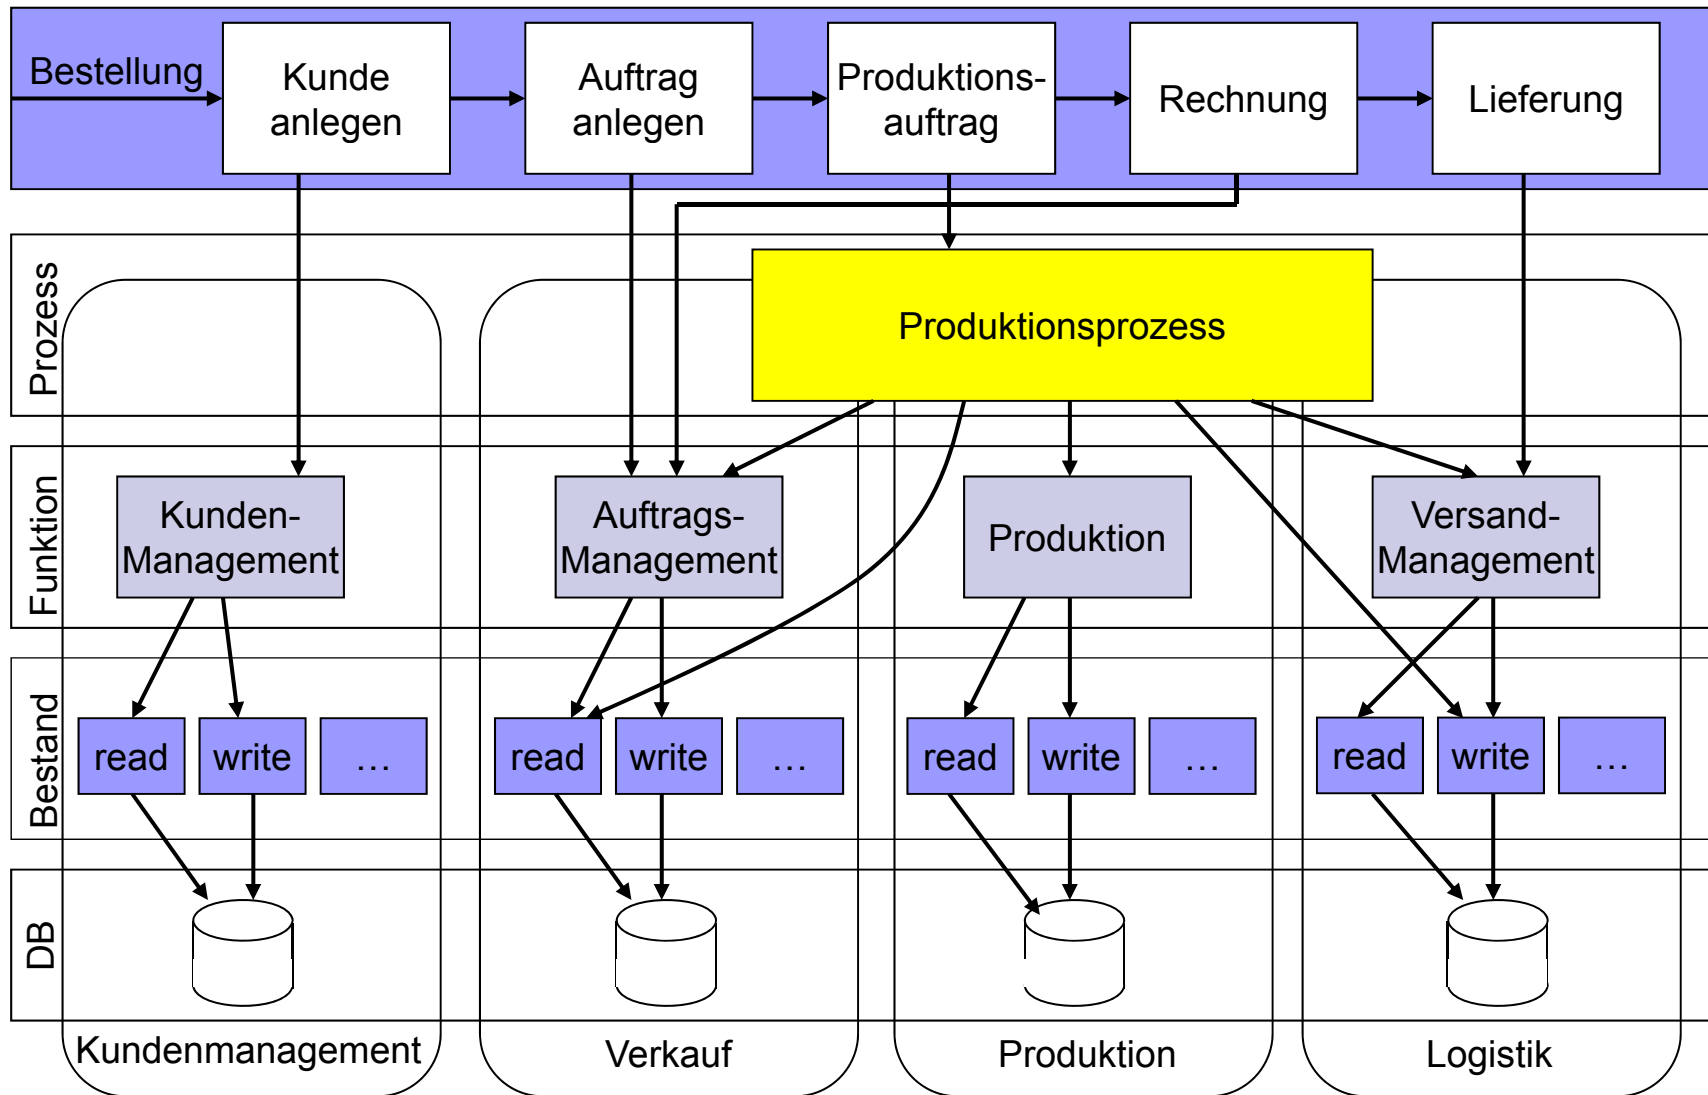 Bestellung
Kunde
anlegen
Auftrag
anlegen
Produktions-
auftrag
Rechnung
Lieferung
Prozess
Produktionsprozess
Funktion
Kunden-
Management
Auftrags-
Management
Produktion
Versand-
Management
Bestand
read
write
...
read
write
...
read
write
...
read
write
...
DB
Kundenmanagement
Verkauf
Produktion
Logistik